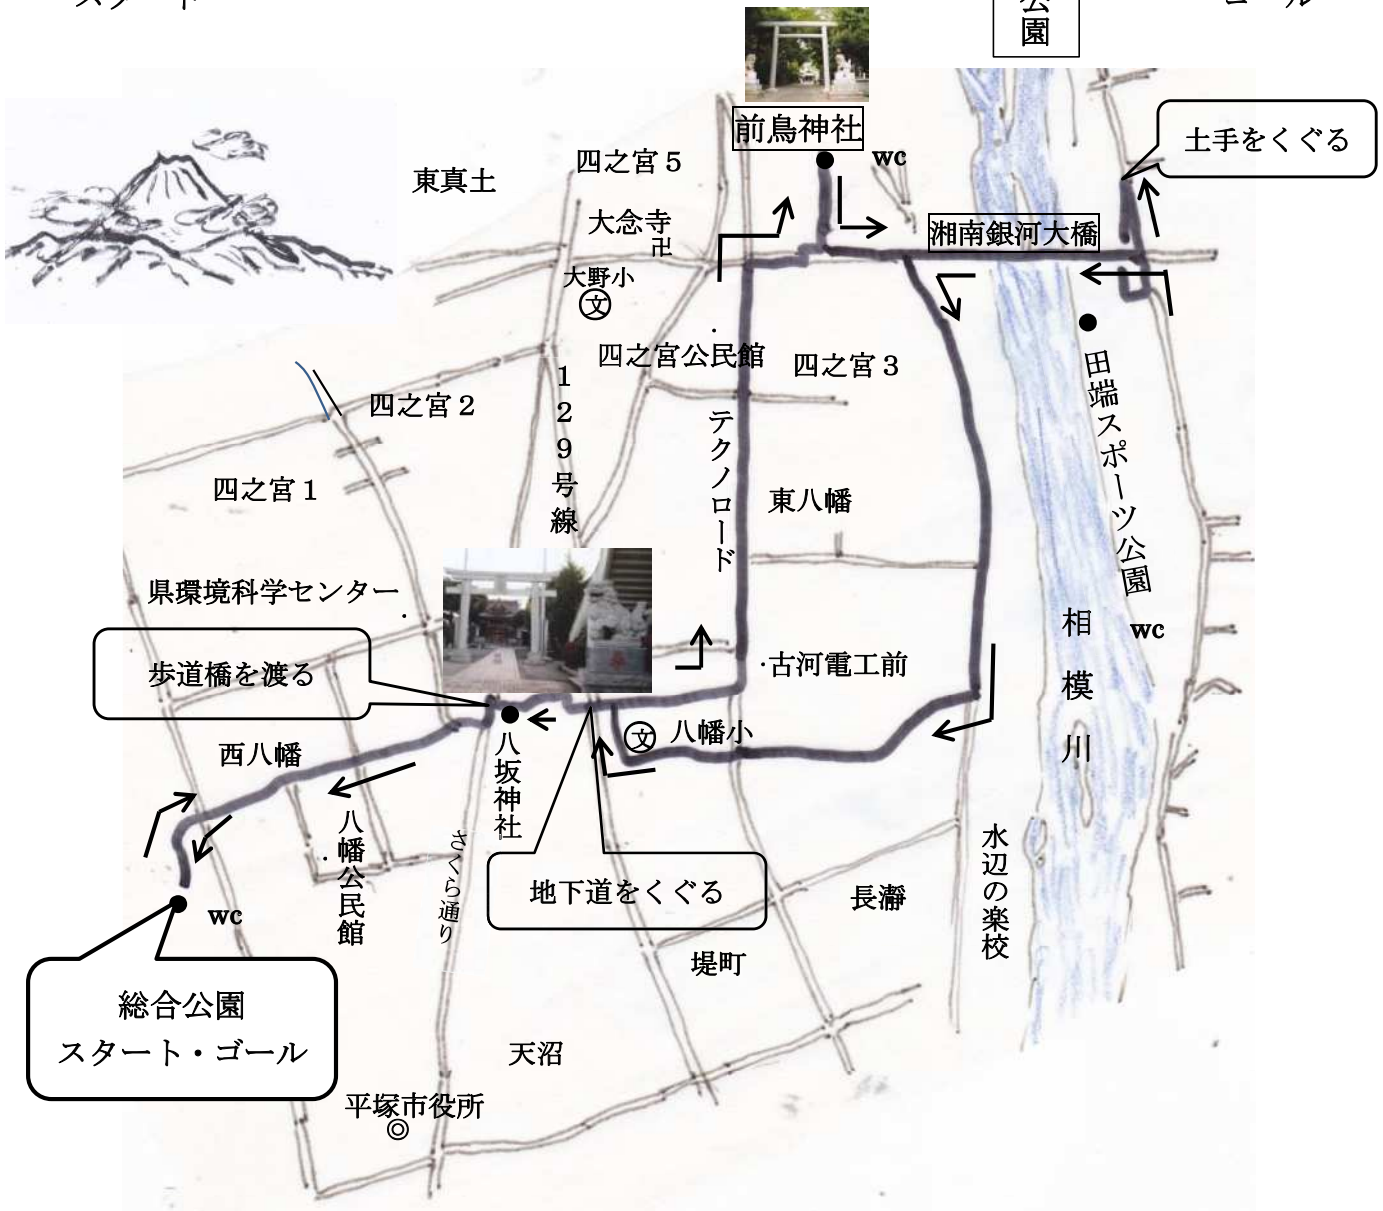 スタート
公園
ゴール
前鳥神社
wc
土手をくぐる
四之宮５
東真土
大念寺
卍
湘南銀河大橋
大野小
文
四之宮公民館
四之宮３
田端スポーツ公園
129号線
四之宮２
テクノロード
四之宮１
東八幡
県環境科学センター
相模川
wc
歩道橋を渡る
・古河電工前
文
八幡小
西八幡
八坂神社
八幡公民館
さくら通り
水辺の楽校
地下道をくぐる
長瀞
wc
堤町
総合公園
スタート・ゴール
天沼
平塚市役所
◎